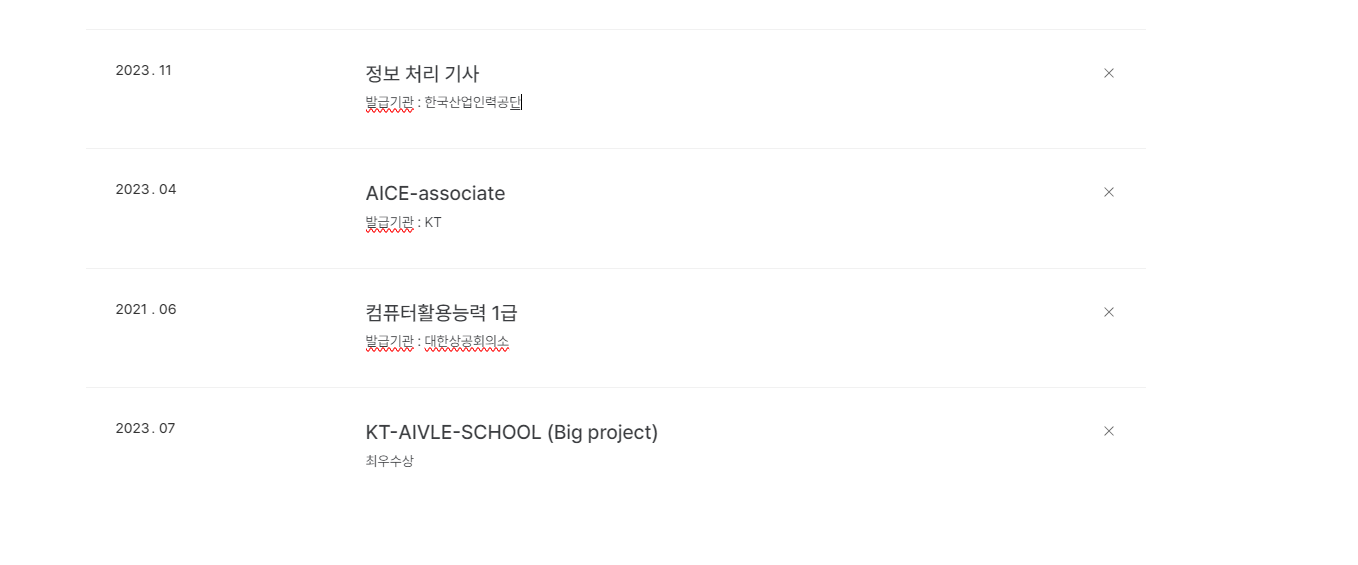 2023. 11
정보 처리 기사
발급기관 : 한국산업인력공단
2023. 04
AICE-associate
발급기관 : KT
2021 . 06
컴퓨터활용능력 1급
발급기관 : 대한상공회의소
2023. 07
KT-AIVLE-SCHOOL (Big project)
최우수상